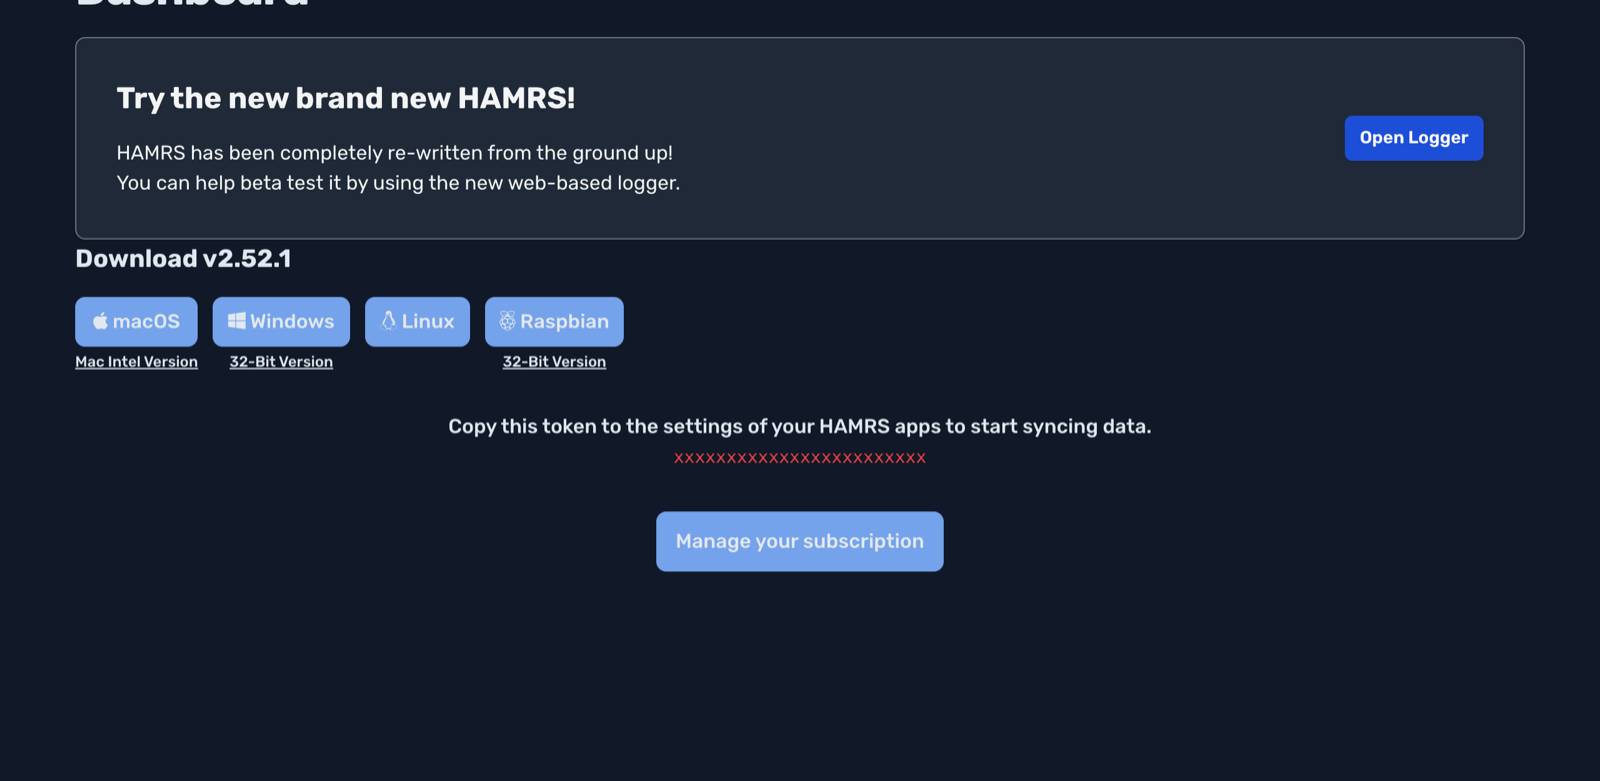 Dashboard
Try the new brand new HAMRS!
HAMRS has been completely re-written from the ground up!
You can help beta test it by using the new web-based logger.
Open Logger
Download v2.52.1
macOS Windows Linux Raspbian
Mac Intel Version 32-Bit Version 32-Bit Version
Copy this token to the settings of your HAMRS apps to start syncing data.
xxxxxxxxxxxxxxxxxxxxxxxx
Manage your subscription